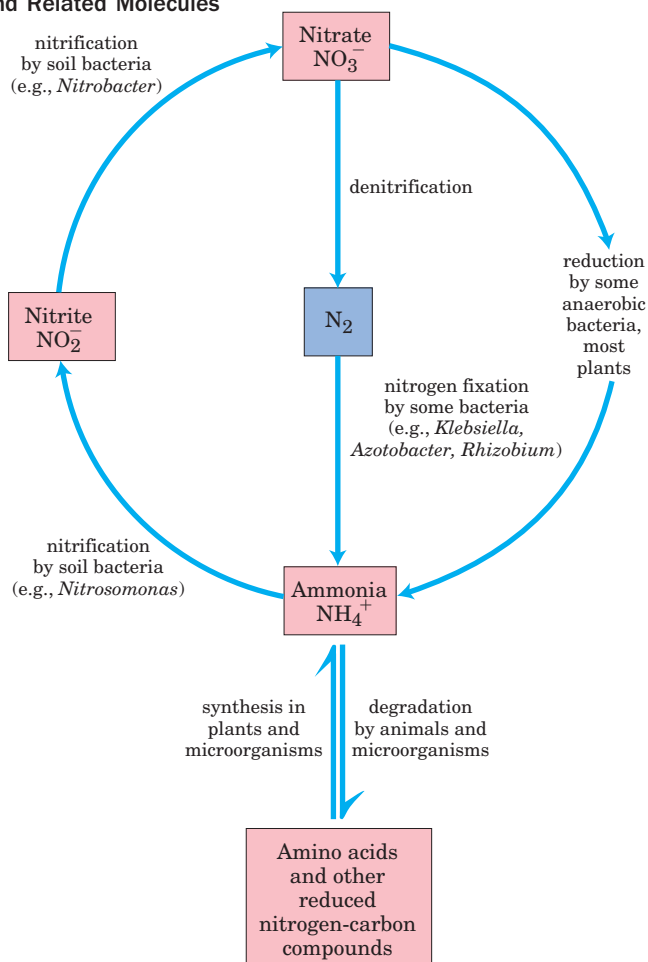 nd Related Molecules
nitrification
by soil bacteria
(e.g., Nitrobacter)
Nitrate
NO₃⁻
denitrification
reduction
by some
anaerobic
bacteria,
most
plants
Nitrite
NO₂⁻
N₂
nitrogen fixation
by some bacteria
(e.g., Klebsiella,
Azotobacter, Rhizobium)
nitrification
by soil bacteria
(e.g., Nitrosomonas)
Ammonia
NH₄⁺
synthesis in
plants and
microorganisms
degradation
by animals and
microorganisms
Amino acids
and other
reduced
nitrogen-carbon
compounds